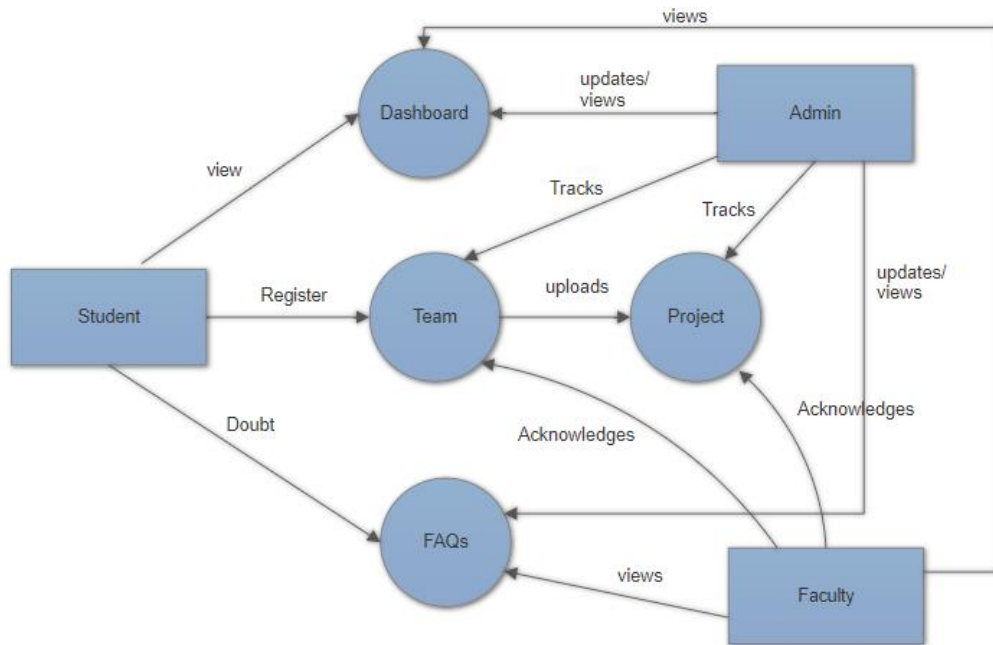 views
updates/
views
Dashboard
Admin
view
Tracks
Tracks
updates/
views
Register
uploads
Student
Team
Project
Acknowledges
Doubt
Acknowledges
FAQs
views
Faculty